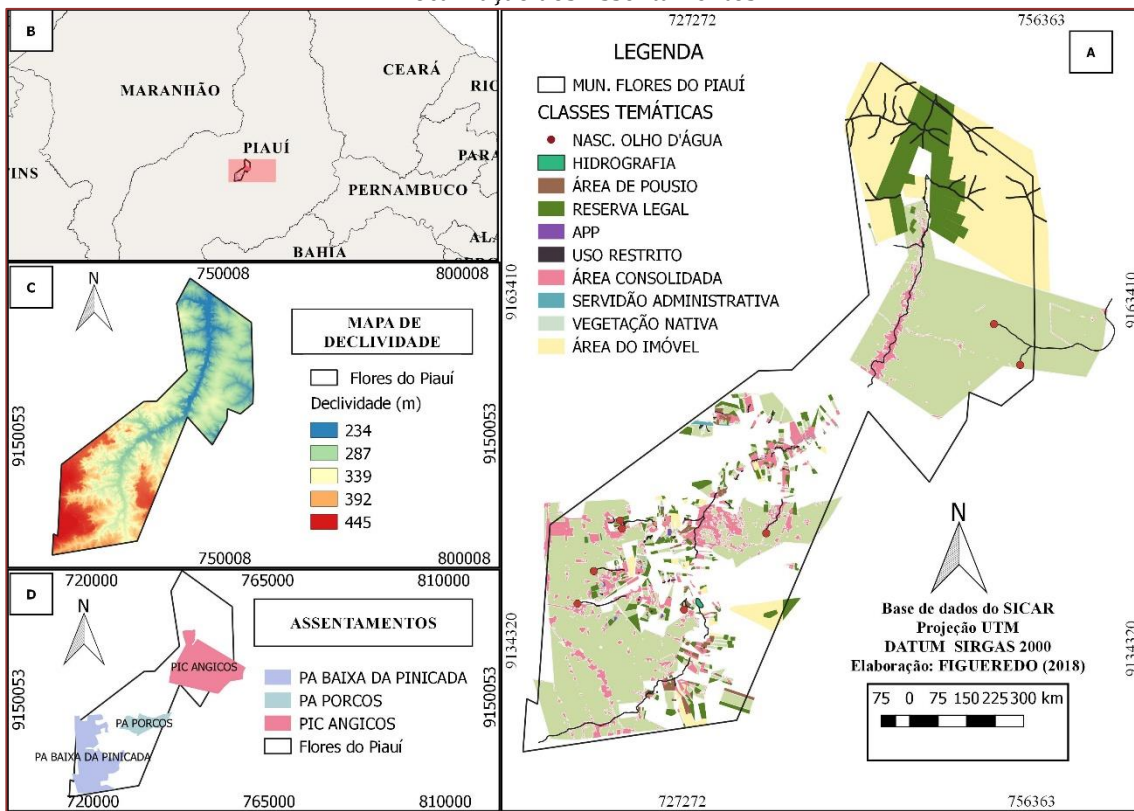 B
MARANHÃO
CEARÁ
RIO
PIAUÍ
INS
PARA
PERNAMBUCO
BAHIA
ALA
C
750008
800008
N
MAPA DE
DECLIVIDADE
Flores do Piauí
Declividade (m)
234
287
339
392
445
9163410
9150053
9150053
750008
800008
D
720000
765000
810000
N
ASSENTAMENTOS
PIC ANGICOS
PA PORCOS
PA BAIXA DA PINICADA
PA BAIXA DA PINICADA
PA PORCOS
PIC ANGICOS
Flores do Piauí
9150053
9134320
9150053
720000
765000
810000
727272
756363
A
LEGENDA
MUN. FLORES DO PIAUÍ
CLASSES TEMÁTICAS
NASC. OLHO D'ÁGUA
HIDROGRAFIA
ÁREA DE POUSIO
RESERVA LEGAL
APP
USO RESTRITO
ÁREA CONSOLIDADA
SERVIDÃO ADMINISTRATIVA
VEGETAÇÃO NATIVA
ÁREA DO IMÓVEL
9163410
N
Base de dados do SICAR
Projeção UTM
DATUM SIRGAS 2000
Elaboração: FIGUEREDO (2018)
75 0 75 150 225 300 km
9134320
727272
756363